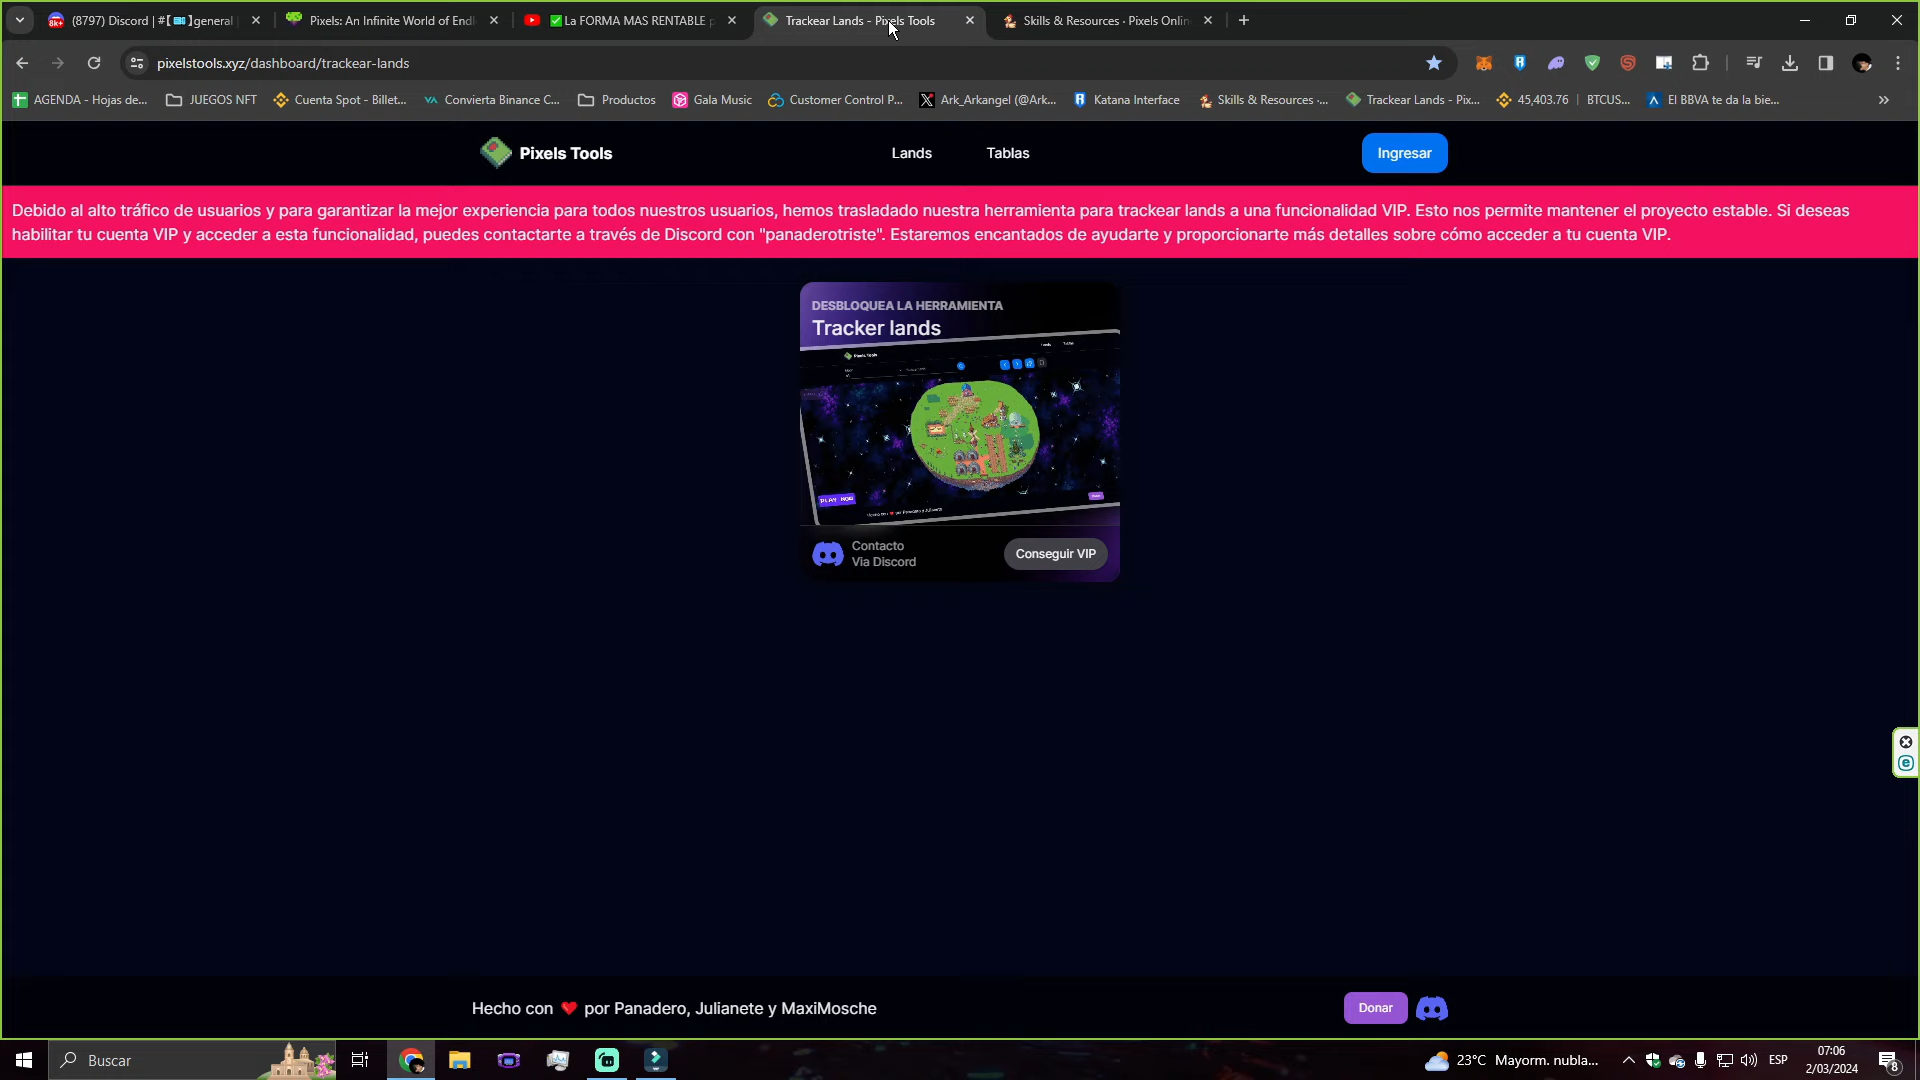 (8797) Discord | #【🎫】general
Pixels: An Infinite World of Endl
✅La FORMA MAS RENTABLE p
Trackear Lands - Pixels Tools
Skills & Resources · Pixels Onlin
pixelstools.xyz/dashboard/trackear-lands
AGENDA - Hojas de...
JUEGOS NFT
Cuenta Spot - Billet...
Convierta Binance C...
Productos
Gala Music
Customer Control P...
Ark_Arkangel (@Ark...
Katana Interface
Skills & Resources ·...
Trackear Lands - Pix...
45,403.76 | BTCUS...
El BBVA te da la bie...
Pixels Tools
Lands
Tablas
Ingresar
Debido al alto tráfico de usuarios y para garantizar la mejor experiencia para todos nuestros usuarios, hemos trasladado nuestra herramienta para trackear lands a una funcionalidad VIP. Esto nos permite mantener el proyecto estable. Si deseas
habilitar tu cuenta VIP y acceder a esta funcionalidad, puedes contactarte a través de Discord con "panaderotriste". Estaremos encantados de ayudarte y proporcionarte más detalles sobre cómo acceder a tu cuenta VIP.
DESBLOQUEA LA HERRAMIENTA
Tracker lands
Pixels Tools
PLAY NOW
Contacto
Via Discord
Conseguir VIP
Hecho con ❤️ por Panadero, Julianete y MaxiMosche
Donar
Buscar
23°C Mayorm. nubla...
ESP
07:06
2/03/2024
8